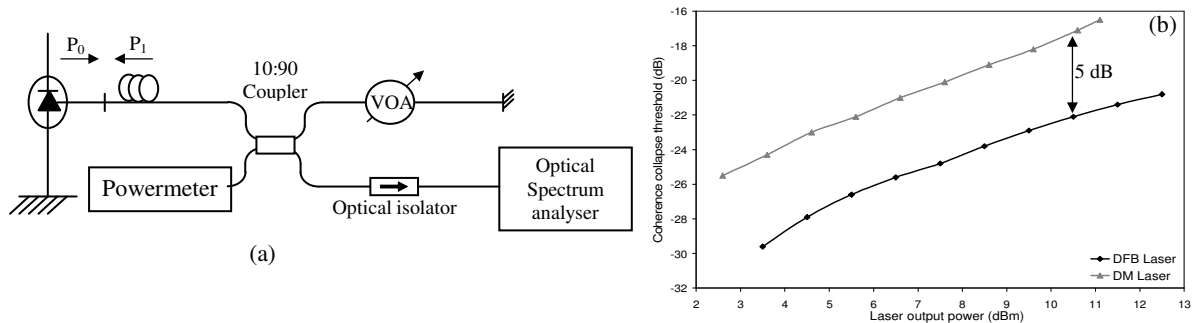 P0
P1
10:90
Coupler
VOA
Powermeter
Optical isolator
Optical
Spectrum
analyser
(a)
(b)
Coherence collapse threshold (dB)
-16
-18
-20
-22
-24
-26
-28
-30
-32
5 dB
DFB Laser
DM Laser
2 3 4 5 6 7 8 9 10 11 12 13
Laser output power (dBm)